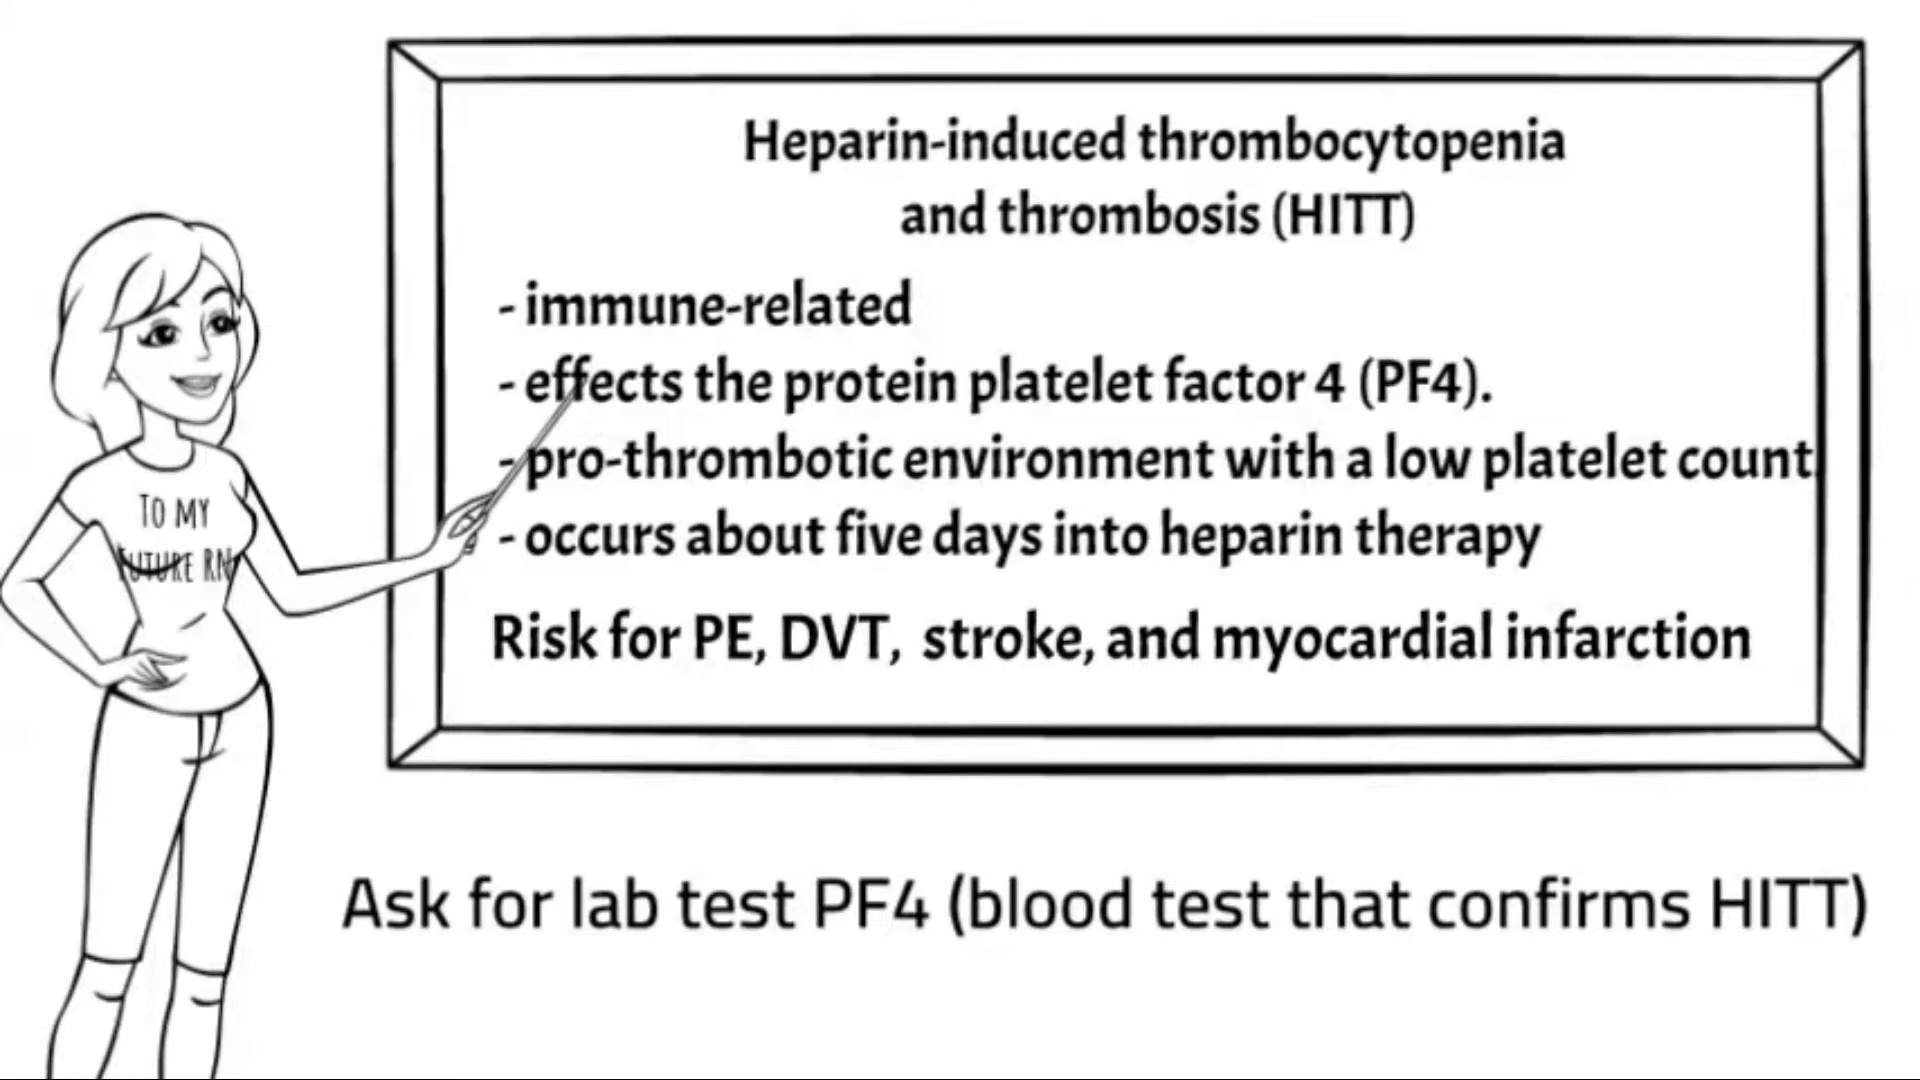 Heparin-induced thrombocytopenia
and thrombosis (HITT)
- immune-related
- effects the protein platelet factor 4 (PF4).
- pro-thrombotic environment with a low platelet count.
- occurs about five days into heparin therapy
Risk for PE, DVT, stroke, and myocardial infarction
TO MY
FUTURE RN
Ask for lab test PF4 (blood test that confirms HITT)